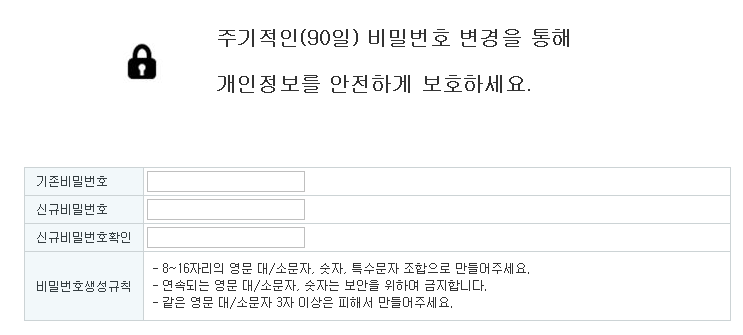 주기적인(90일) 비밀번호 변경을 통해
개인정보를 안전하게 보호하세요.
기존비밀번호
신규비밀번호
신규비밀번호확인
비밀번호생성규칙
- 8~16자리의 영문 대/소문자, 숫자, 특수문자 조합으로 만들어주세요.
- 연속되는 영문 대/소문자, 숫자는 보안을 위하여 금지합니다.
- 같은 영문 대/소문자 3자 이상은 피해서 만들어주세요.